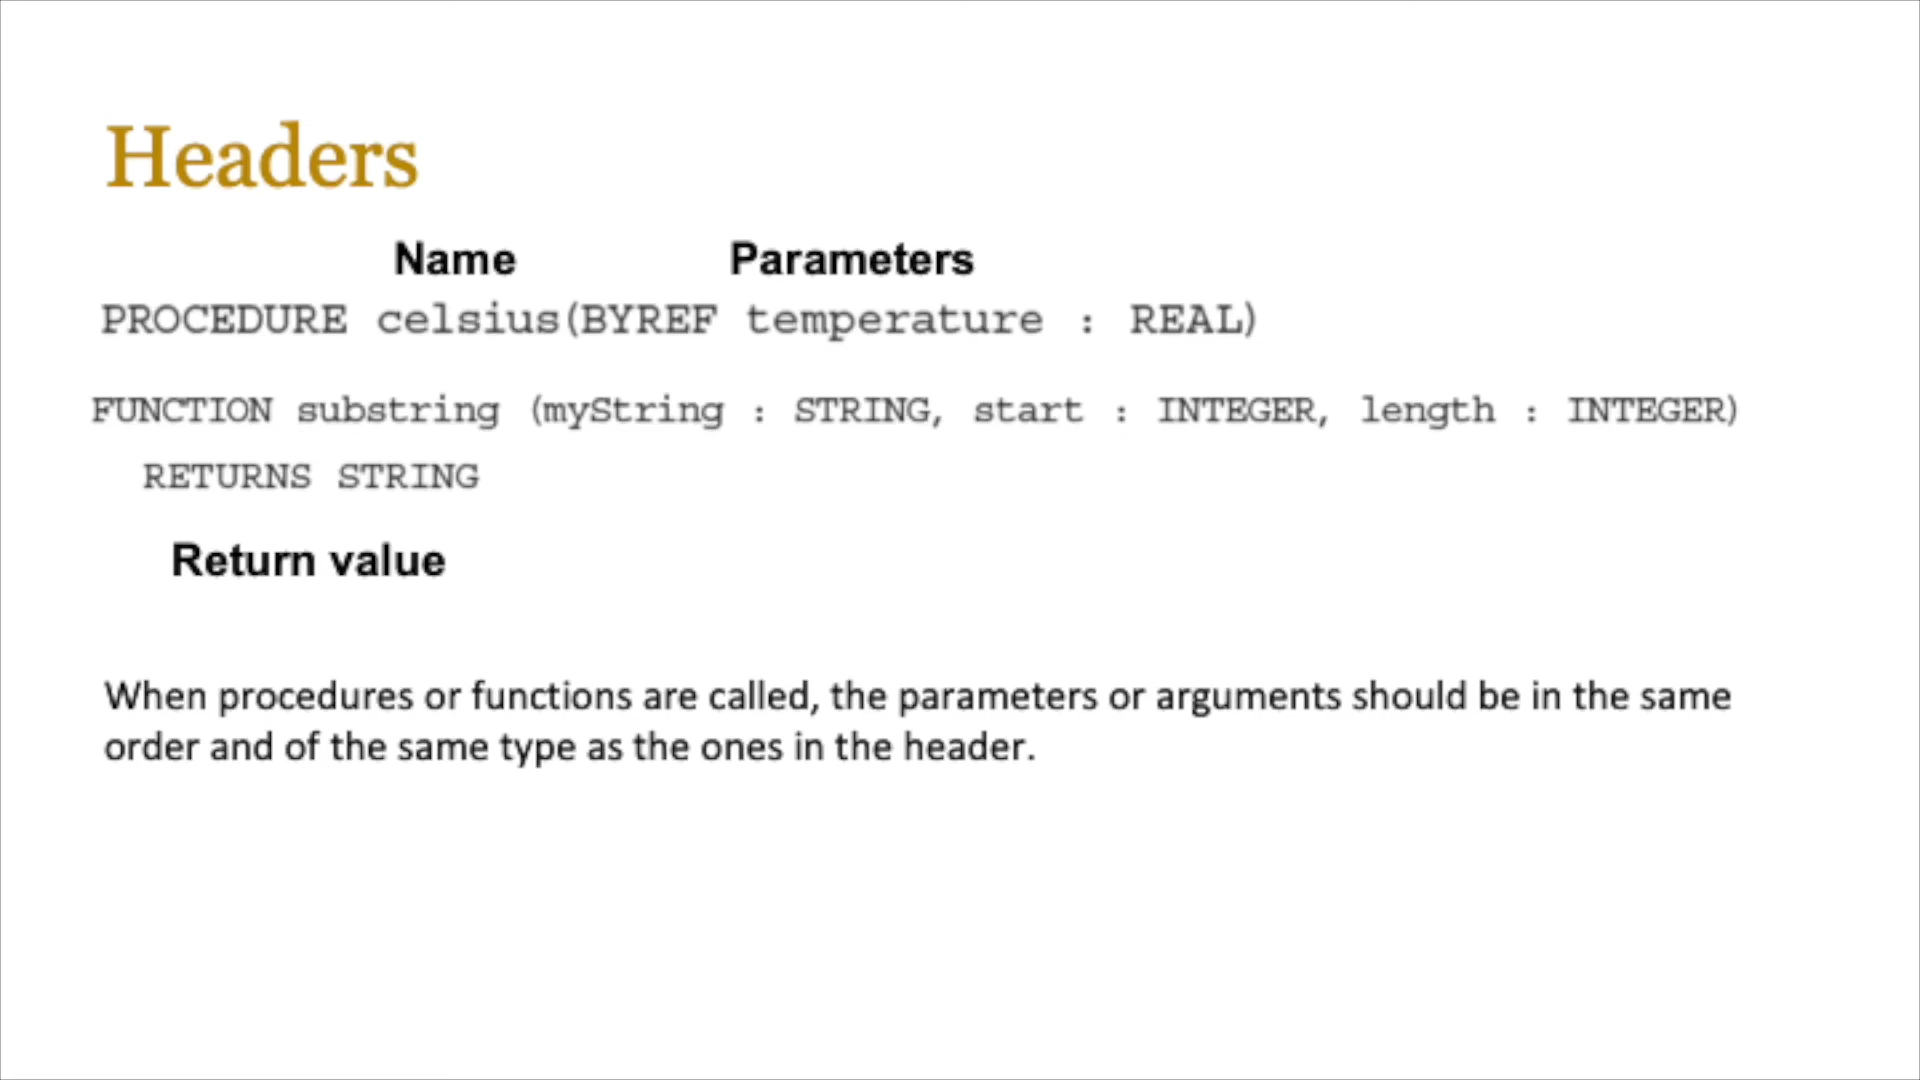 Headers
Name Parameters
PROCEDURE celsius(BYREF temperature : REAL)
FUNCTION substring (myString : STRING, start : INTEGER, length : INTEGER)
RETURNS STRING
Return value
When procedures or functions are called, the parameters or arguments should be in the same
order and of the same type as the ones in the header.